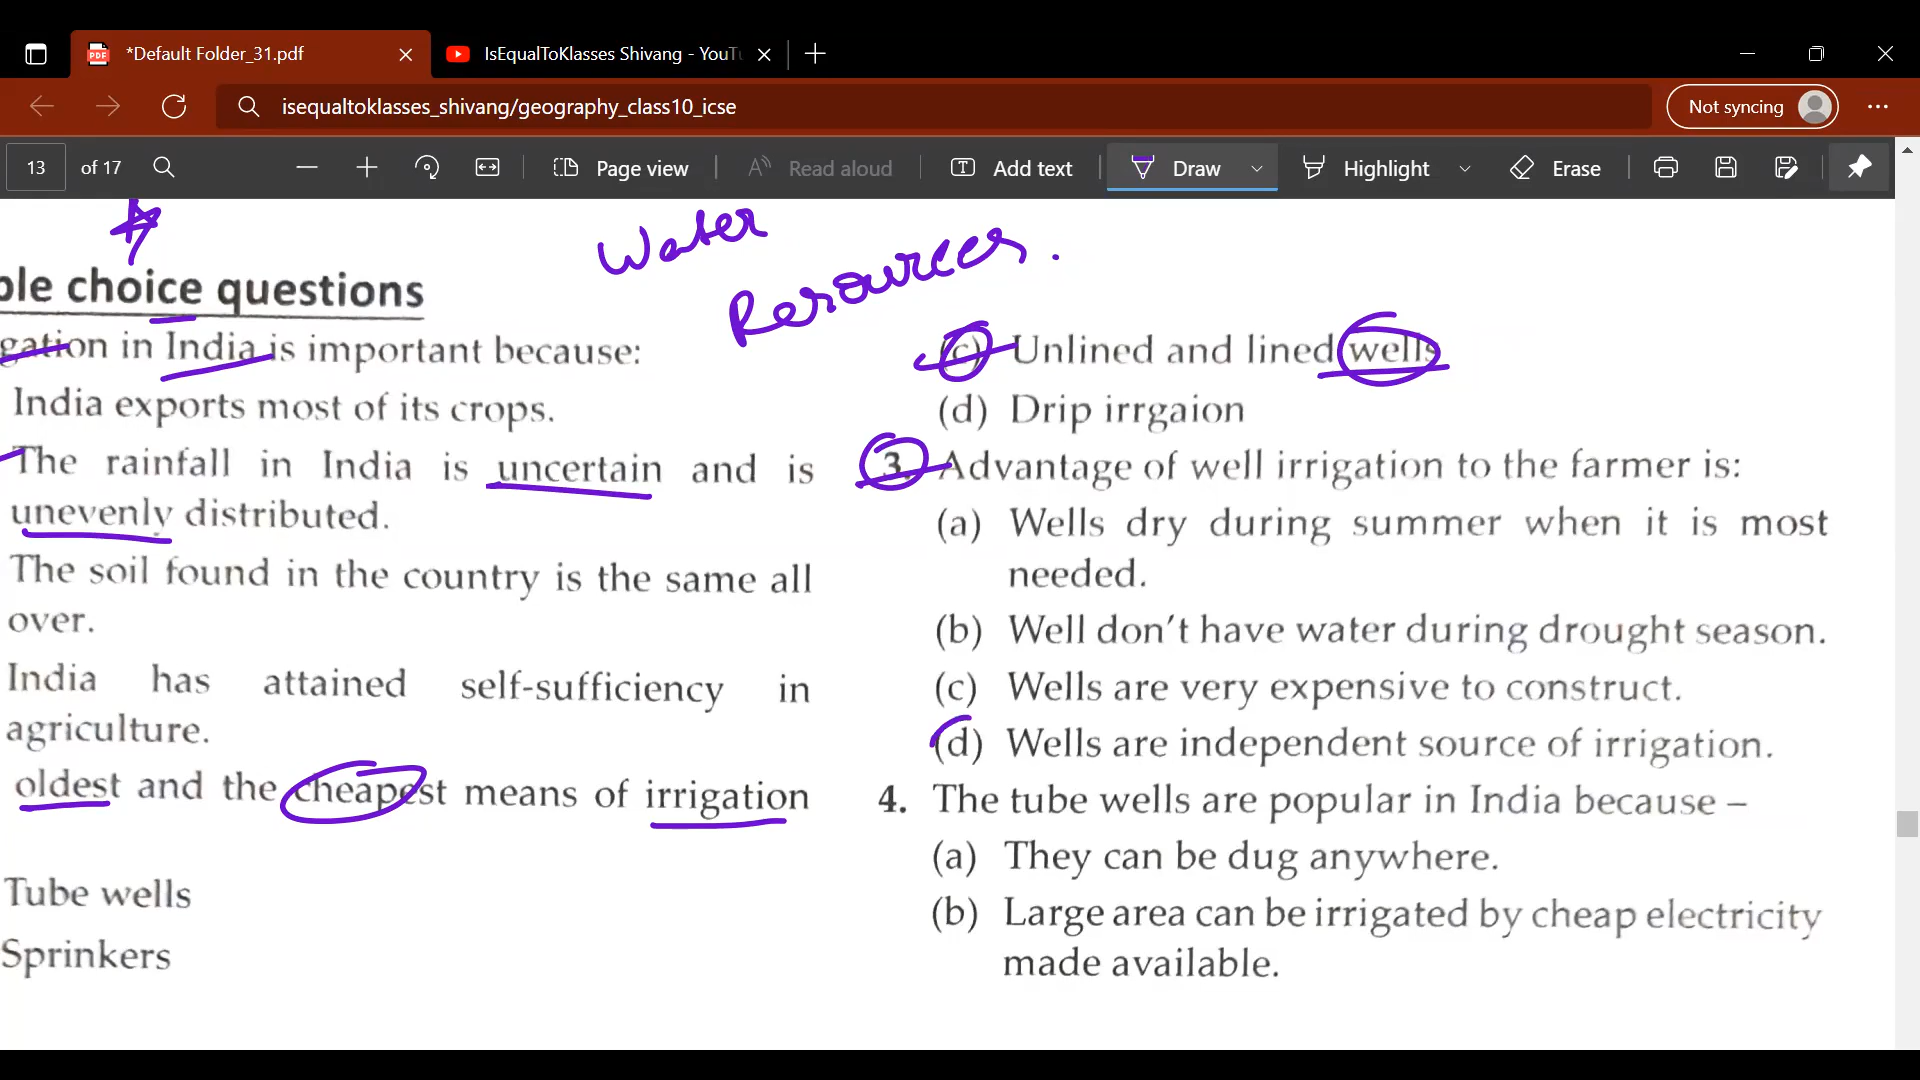 *Default Folder_31.pdf
IsEqualToKlasses Shivang - YouTu
isequaltoklasses_shivang/geography_class10_icse
Not syncing
13 of 17
Page view
Read aloud
Add text
Draw
Highlight
Erase
Water
Resources.
ple choice questions
gation in India is important because:
India exports most of its crops.
The rainfall in India is uncertain and is
unevenly distributed.
The soil found in the country is the same all
over.
India has attained self-sufficiency in
agriculture.
oldest and the cheapest means of irrigation
Tube wells
Sprinkers
(c) Unlined and lined wells
(d) Drip irrgaion
3. Advantage of well irrigation to the farmer is:
(a) Wells dry during summer when it is most
needed.
(b) Well don't have water during drought season.
(c) Wells are very expensive to construct.
(d) Wells are independent source of irrigation.
4. The tube wells are popular in India because –
(a) They can be dug anywhere.
(b) Large area can be irrigated by cheap electricity
made available.